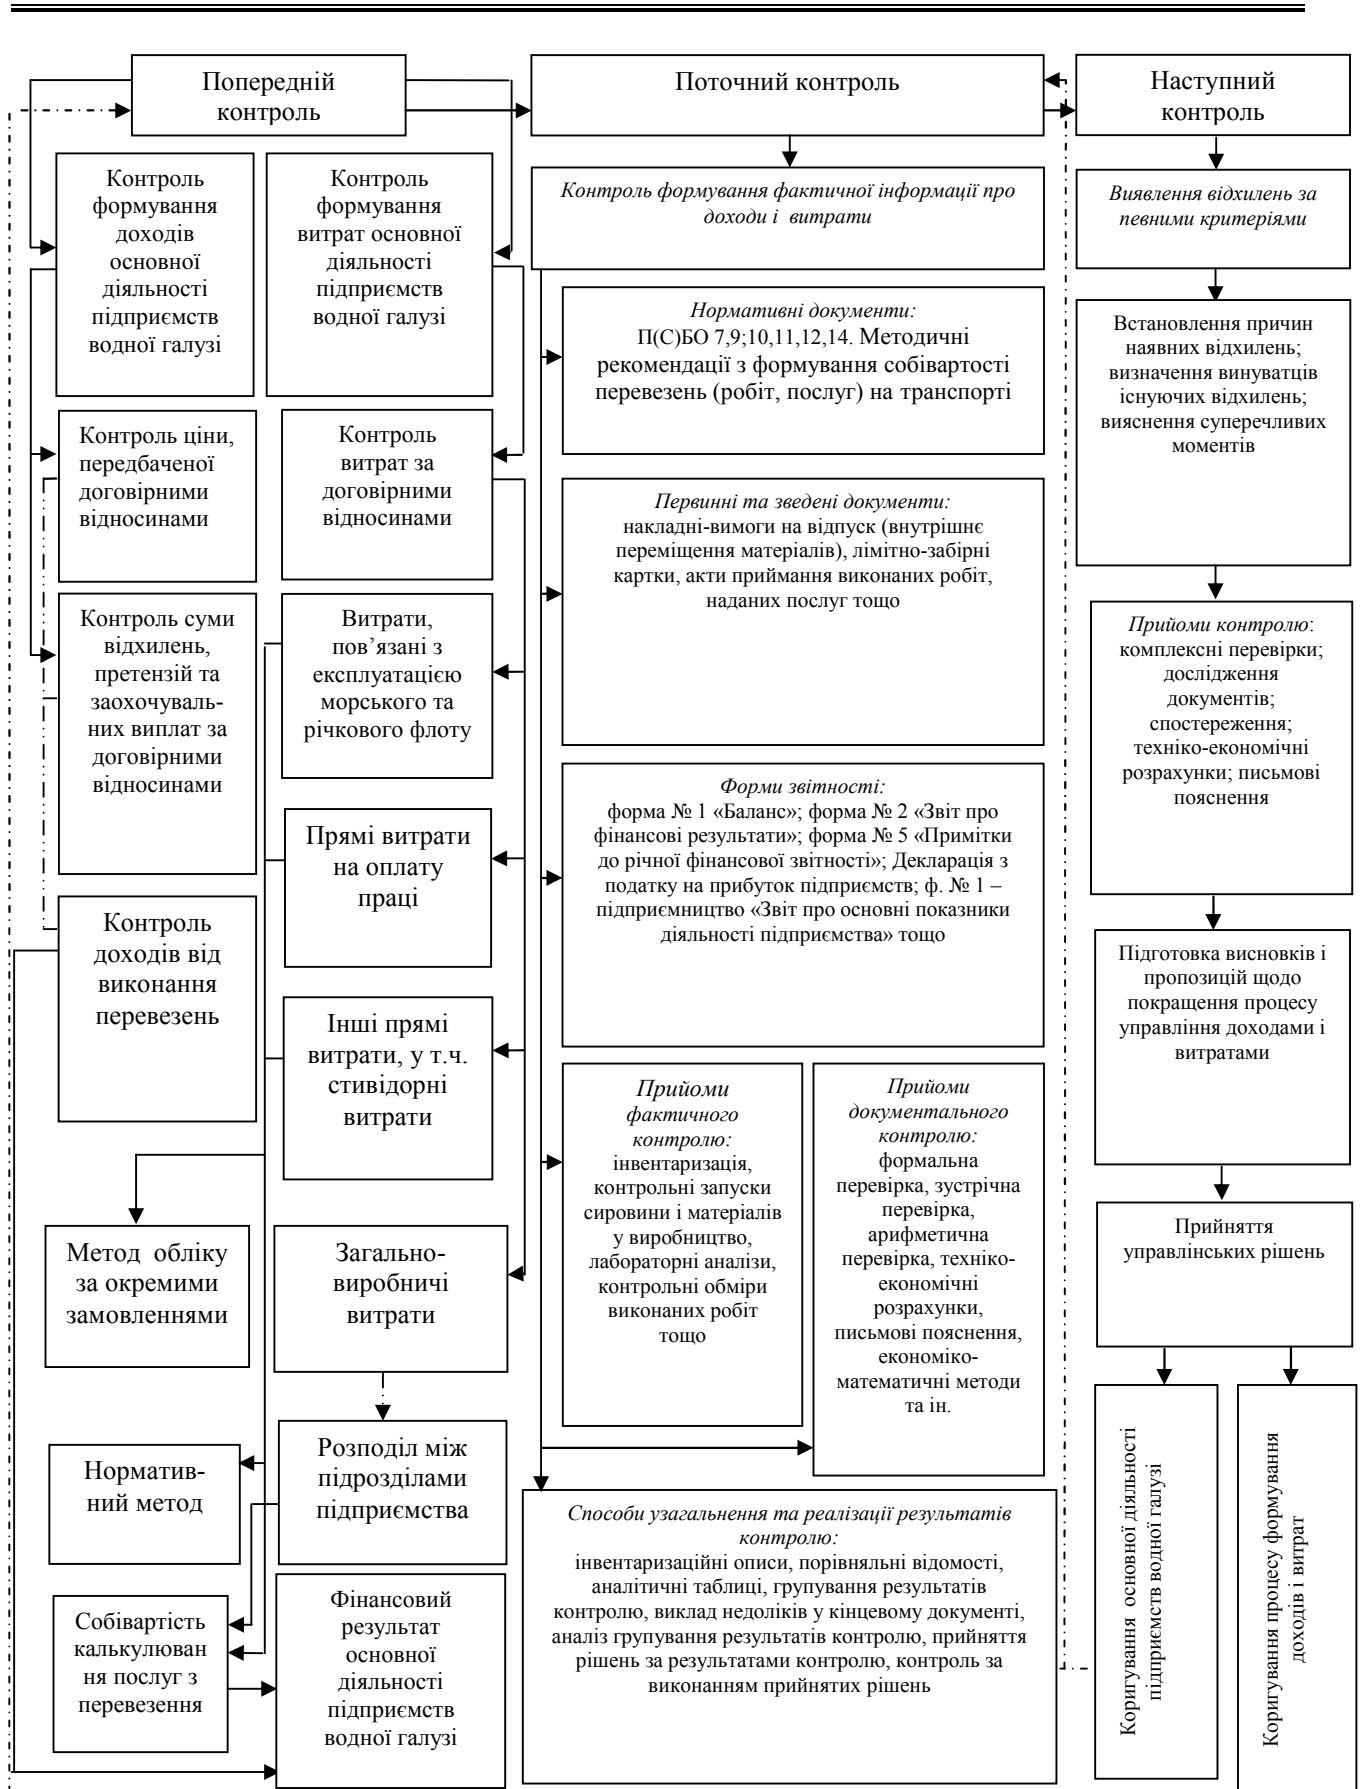 Попередній
контроль
Поточний контроль
Наступний
контроль
Контроль
формування
доходів
основної
діяльності
підприємств
водної галузі
Контроль
формування
витрат основної
діяльності
підприємств
водної галузі
Контроль ціни,
передбаченої
договірними
відносинами
Контроль
витрат за
договірними
відносинами
Контроль суми
відхилень,
претензій та
заохочуваль-
них виплат за
договірними
відносинами
Витрати,
пов’язані з
експлуатацією
морського та
річкового флоту
Прямі витрати
на оплату
праці
Контроль
доходів від
виконання
перевезень
Інші прямі
витрати, у т.ч.
стивідорні
витрати
Метод обліку
за окремими
замовленнями
Загально-
виробничі
витрати
Норматив-
ний метод
Розподіл між
підрозділами
підприємства
Собівартість
калькулюван
ня послуг з
перевезення
Фінансовий
результат
основної
діяльності
підприємств
водної галузі
Контроль формування фактичної інформації про
доходи і витрати
Нормативні документи:
П(С)БО 7,9;10,11,12,14. Методичні
рекомендації з формування собівартості
перевезень (робіт, послуг) на транспорті
Первинні та зведені документи:
накладні-вимоги на відпуск (внутрішнє
переміщення матеріалів), лімітно-забірні
картки, акти приймання виконаних робіт,
наданих послуг тощо
Форми звітності:
форма № 1 «Баланс»; форма № 2 «Звіт про
фінансові результати»; форма № 5 «Примітки
до річної фінансової звітності»; Декларація з
податку на прибуток підприємств; ф. № 1 –
підприємництво «Звіт про основні показники
діяльності підприємства» тощо
Прийоми
фактичного
контролю:
інвентаризація,
контрольні запуски
сировини і матеріалів
у виробництво,
лабораторні аналізи,
контрольні обміри
виконаних робіт
тощо
Прийоми
документального
контролю:
формальна
перевірка, зустрічна
перевірка,
арифметична
перевірка, техніко-
економічні
розрахунки,
письмові пояснення,
економіко-
математичні методи
та ін.
Способи узагальнення та реалізації результатів
контролю:
інвентаризаційні описи, порівняльні відомості,
аналітичні таблиці, групування результатів
контролю, виклад недоліків у кінцевому документі,
аналіз групування результатів контролю, прийняття
рішень за результатами контролю, контроль за
виконанням прийнятих рішень
Виявлення відхилень за
певними критеріями
Встановлення причин
наявних відхилень;
визначення винуватців
існуючих відхилень;
вияснення суперечливих
моментів
Прийоми контролю:
комплексні перевірки;
дослідження
документів;
спостереження;
техніко-економічні
розрахунки; письмові
пояснення
Підготовка висновків і
пропозицій щодо
покращення процесу
управління доходами і
витратами
Прийняття
управлінських рішень
Коригування основної діяльності
підприємств водної галузі
Коригування процесу формування
доходів і витрат